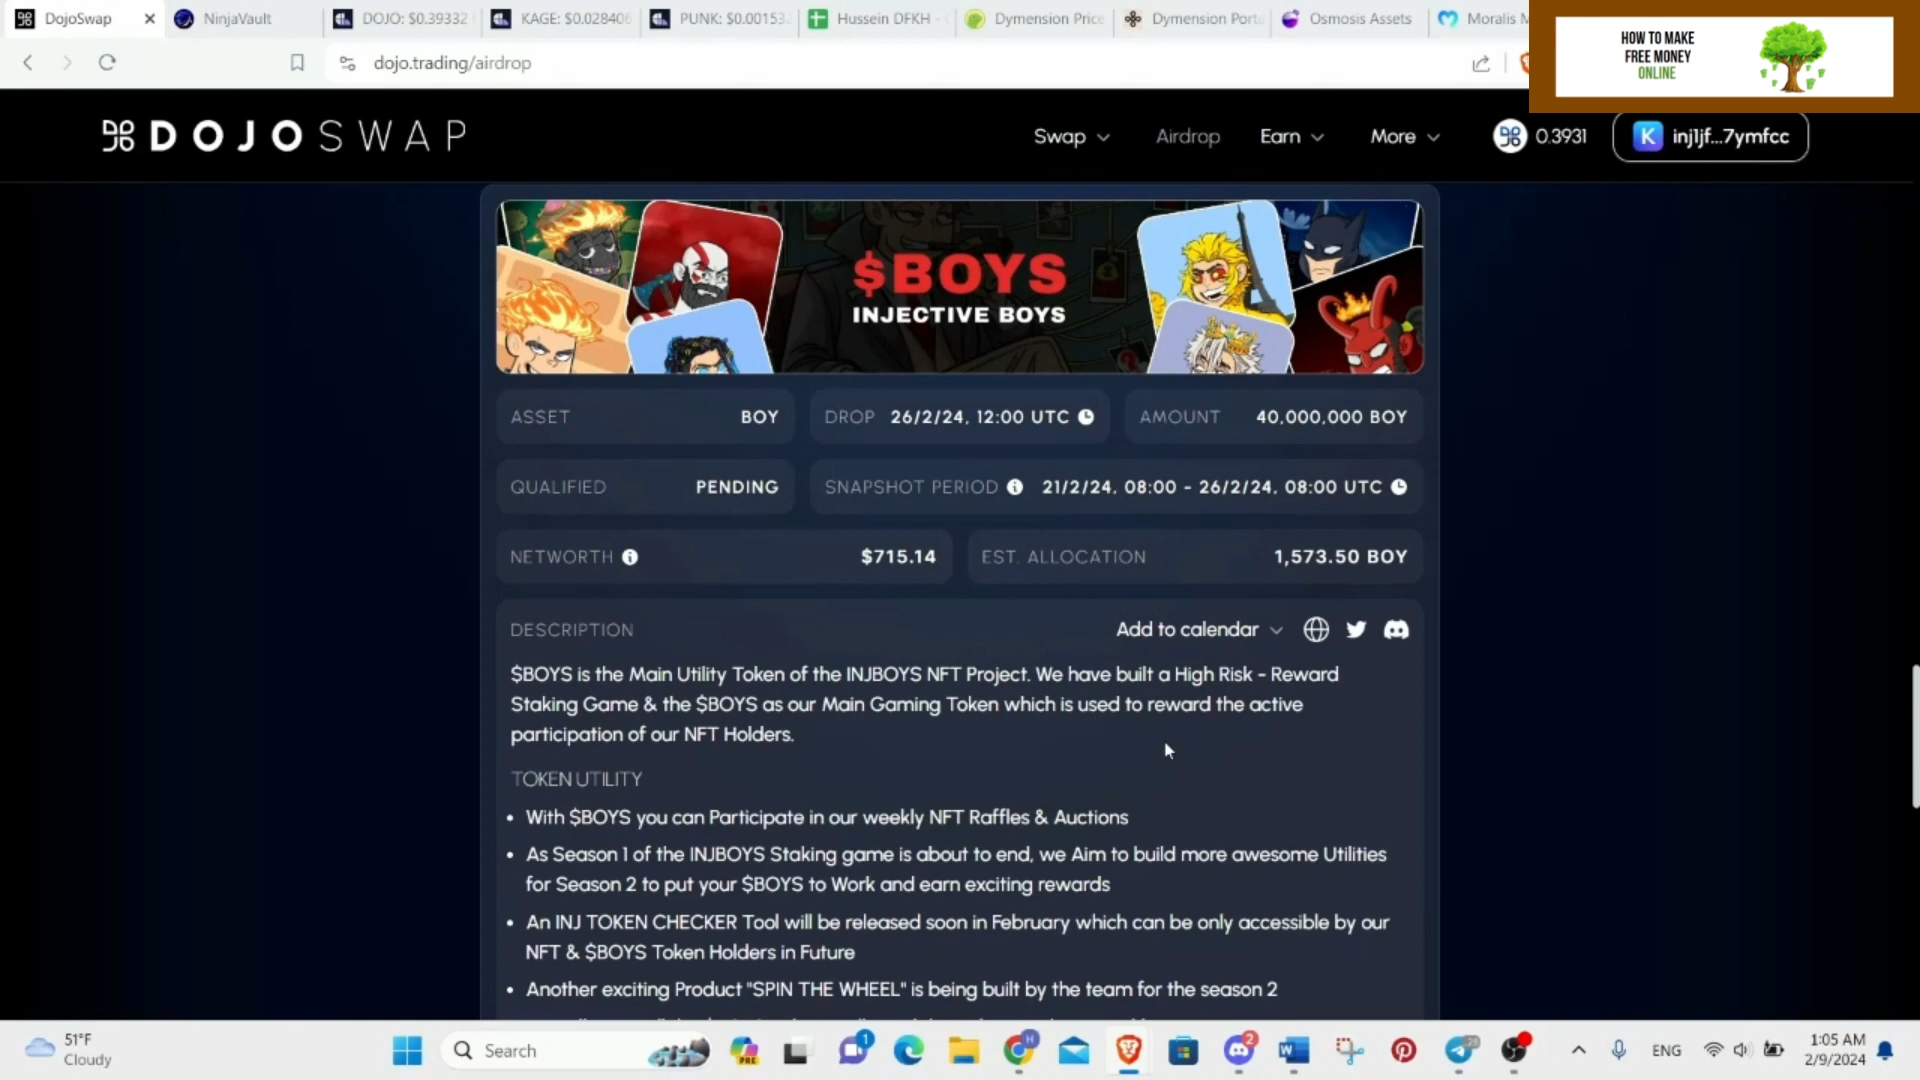 DojoSwap
NinjaVault
DOJO: $0.39332
KAGE: $0.028406
PUNK: $0.00153
Hussein DFKH -
Dymension Price
Dymension Porta
Osmosis Assets
Moralis M
HOW TO MAKE
FREE MONEY
ONLINE
dojo.trading/airdrop
DOJOSWAP
Swap
Airdrop
Earn
More
0.3931
K
inj1jf...7ymfcc
$BOYS
INJECTIVE BOYS
ASSET BOY
DROP 26/2/24, 12:00 UTC
AMOUNT 40,000,000 BOY
QUALIFIED PENDING
SNAPSHOT PERIOD 21/2/24, 08:00 - 26/2/24, 08:00 UTC
NETWORTH $715.14
EST. ALLOCATION 1,573.50 BOY
DESCRIPTION
Add to calendar
$BOYS is the Main Utility Token of the INJBOYS NFT Project. We have built a High Risk - Reward
Staking Game & the $BOYS as our Main Gaming Token which is used to reward the active
participation of our NFT Holders.
TOKEN UTILITY
• With $BOYS you can Participate in our weekly NFT Raffles & Auctions
• As Season 1 of the INJBOYS Staking game is about to end, we Aim to build more awesome Utilities
for Season 2 to put your $BOYS to Work and earn exciting rewards
• An INJ TOKEN CHECKER Tool will be released soon in February which can be only accessible by our
NFT & $BOYS Token Holders in Future
• Another exciting Product "SPIN THE WHEEL" is being built by the team for the season 2
51°F
Cloudy
Search
PRE
1
H
2
ENG
1:05 AM
2/9/2024